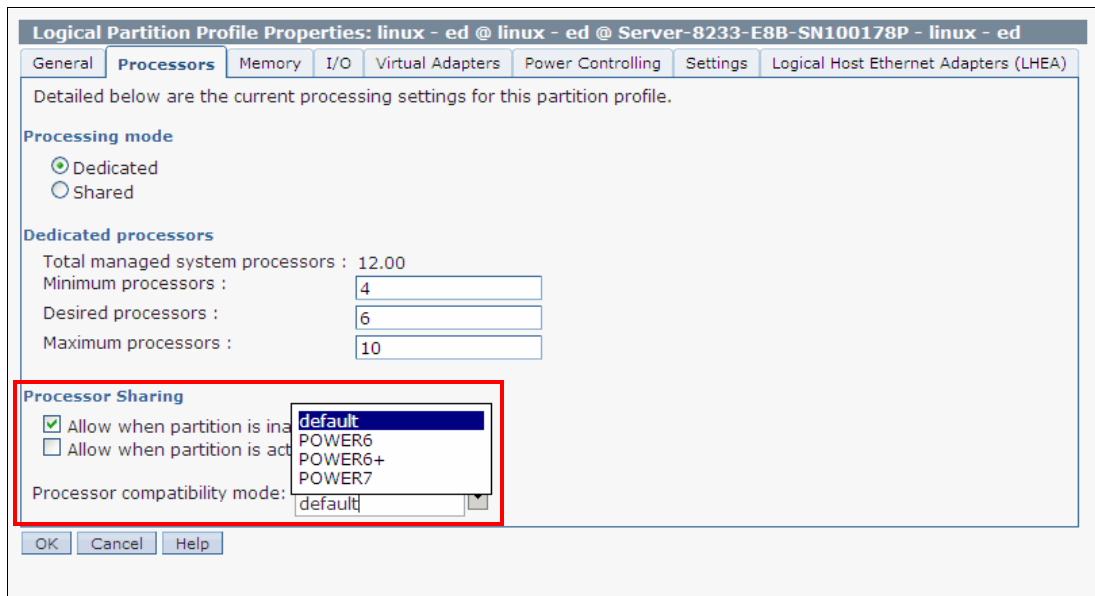 Logical Partition Profile Properties: linux - ed @ linux - ed @ Server-8233-E8B-SN100178P - linux - ed
General Processors Memory I/O Virtual Adapters Power Controlling Settings Logical Host Ethernet Adapters (LHEA)
Detailed below are the current processing settings for this partition profile.
Processing mode
Dedicated
Shared
Dedicated processors
Total managed system processors : 12.00
Minimum processors : 4
Desired processors : 6
Maximum processors : 10
Processor Sharing
Allow when partition is ina
Allow when partition is act
default
POWER6
POWER6+
POWER7
Processor compatibility mode: default
OK Cancel Help